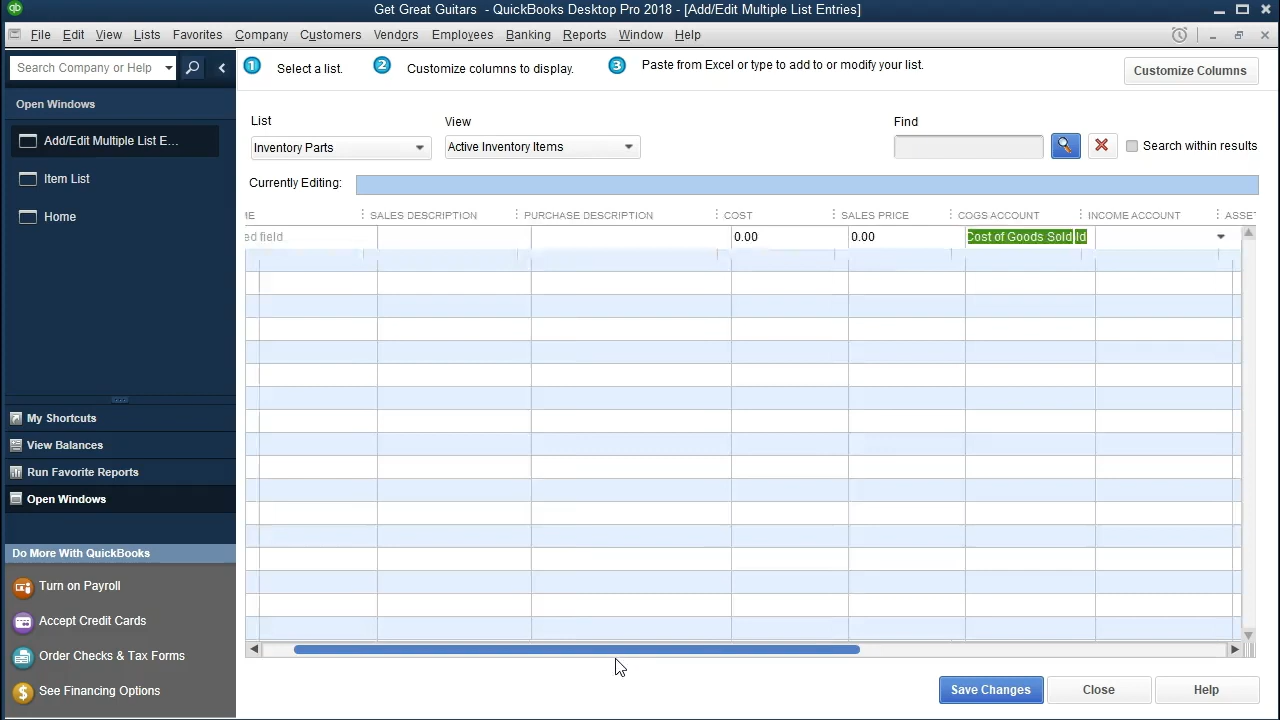 Get Great Guitars - QuickBooks Desktop Pro 2018 - [Add/Edit Multiple List Entries]
File Edit View Lists Favorites Company Customers Vendors Employees Banking Reports Window Help
Search Company or Help
1 Select a list. 2 Customize columns to display. 3 Paste from Excel or type to add to or modify your list.
Customize Columns
Open Windows
Add/Edit Multiple List E...
Item List
Home
List View Find
Inventory Parts Active Inventory Items Search within results
Currently Editing:
ME SALES DESCRIPTION PURCHASE DESCRIPTION COST SALES PRICE COGS ACCOUNT INCOME ACCOUNT ASSET
ed field 0.00 0.00 Cost of Goods Sold ld
My Shortcuts
View Balances
Run Favorite Reports
Open Windows
Do More With QuickBooks
Turn on Payroll
Accept Credit Cards
Order Checks & Tax Forms
See Financing Options
Save Changes Close Help